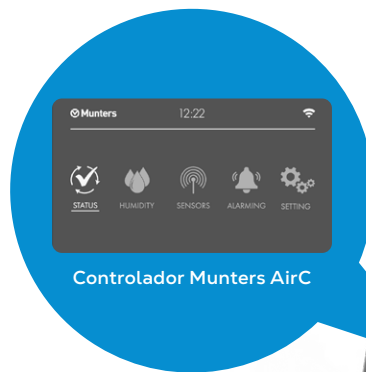 Munters 12:22
STATUS HUMIDITY SENSORS ALARMING SETTING
Controlador Munters AirC